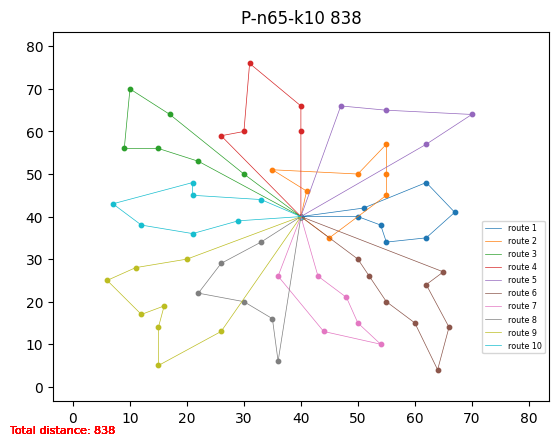 P-n65-k10 838
80
70
60
50
40
30
20
10
0
0 10 20 30 40 50 60 70 80
route 1
route 2
route 3
route 4
route 5
route 6
route 7
route 8
route 9
route 10
Total distance: 838